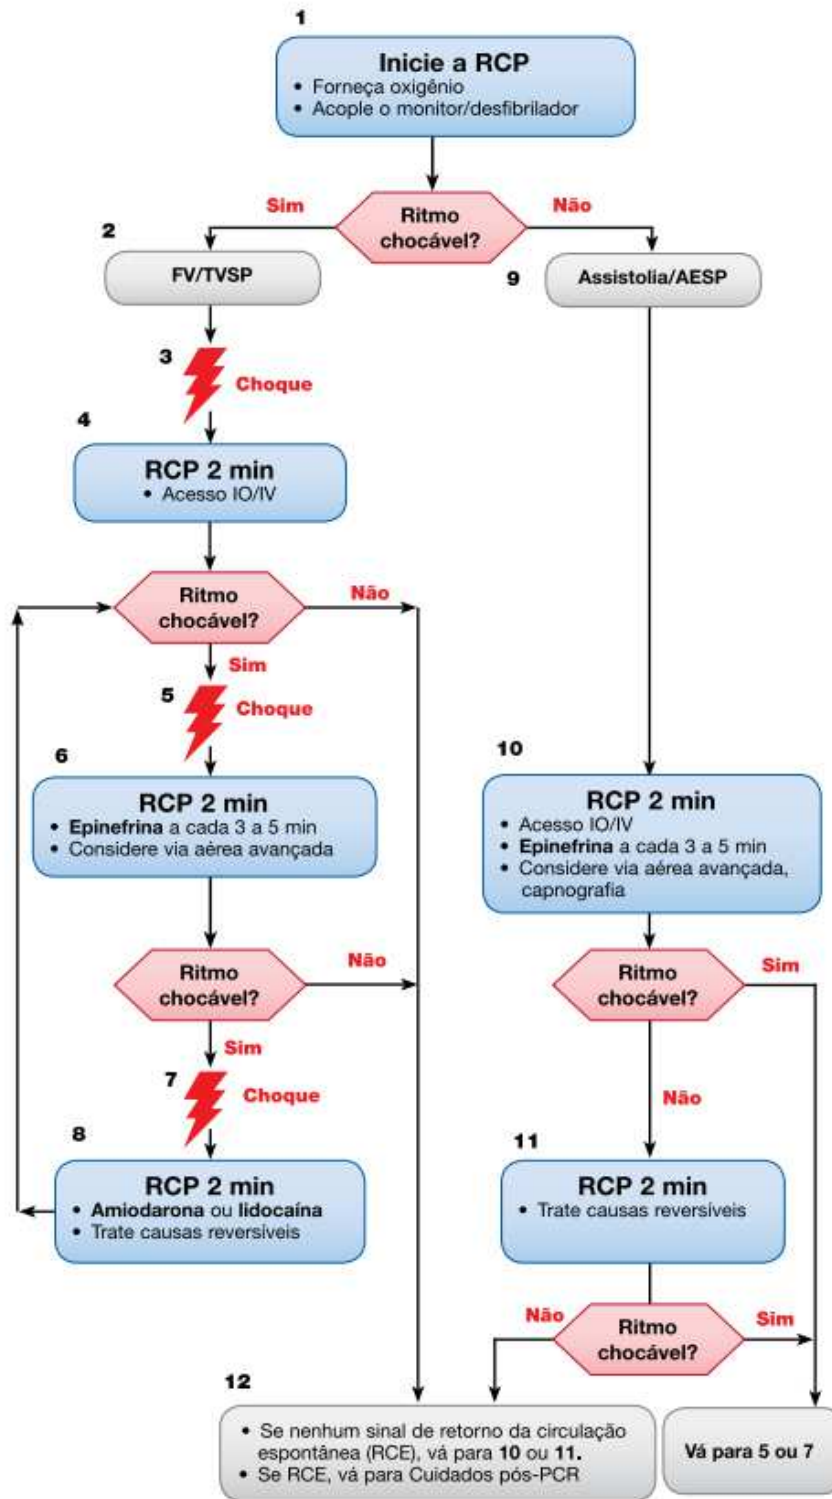 1
Inicie a RCP
• Forneça oxigênio
• Acople o monitor/desfibrilador
Ritmo
chocável?
Sim
Não
2
FV/TVSP
9
Assistolia/AESP
3
Choque
4
RCP 2 min
• Acesso IO/IV
Ritmo
chocável?
Não
Sim
5
Choque
6
RCP 2 min
• Epinefrina a cada 3 a 5 min
• Considere via aérea avançada
10
RCP 2 min
• Acesso IO/IV
• Epinefrina a cada 3 a 5 min
• Considere via aérea avançada,
capnografia
Ritmo
chocável?
Não
Sim
Ritmo
chocável?
Sim
Não
7
Choque
8
RCP 2 min
• Amiodarona ou lidocaína
• Trate causas reversíveis
11
RCP 2 min
• Trate causas reversíveis
Não
Ritmo
chocável?
Sim
12
• Se nenhum sinal de retorno da circulação
espontânea (RCE), vá para 10 ou 11.
• Se RCE, vá para Cuidados pós-PCR
Vá para 5 ou 7